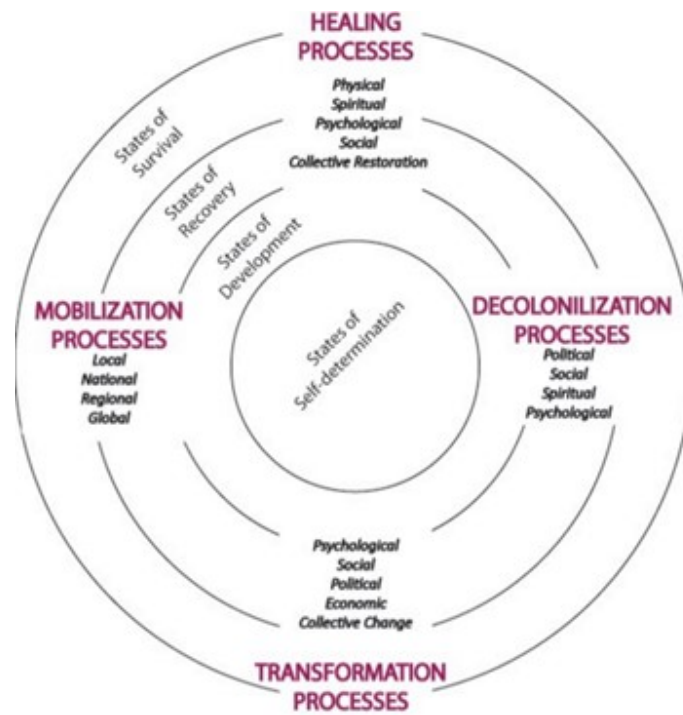 HEALING
PROCESSES
Physical
Spiritual
Psychological
Social
Collective Restoration
States of
Survival
States of
Recovery
States of
Development
States of
Self-determination
MOBILIZATION
PROCESSES
Local
National
Regional
Global
DECOLONILIZATION
PROCESSES
Political
Social
Spiritual
Psychological
Psychological
Social
Political
Economic
Collective Change
TRANSFORMATION
PROCESSES